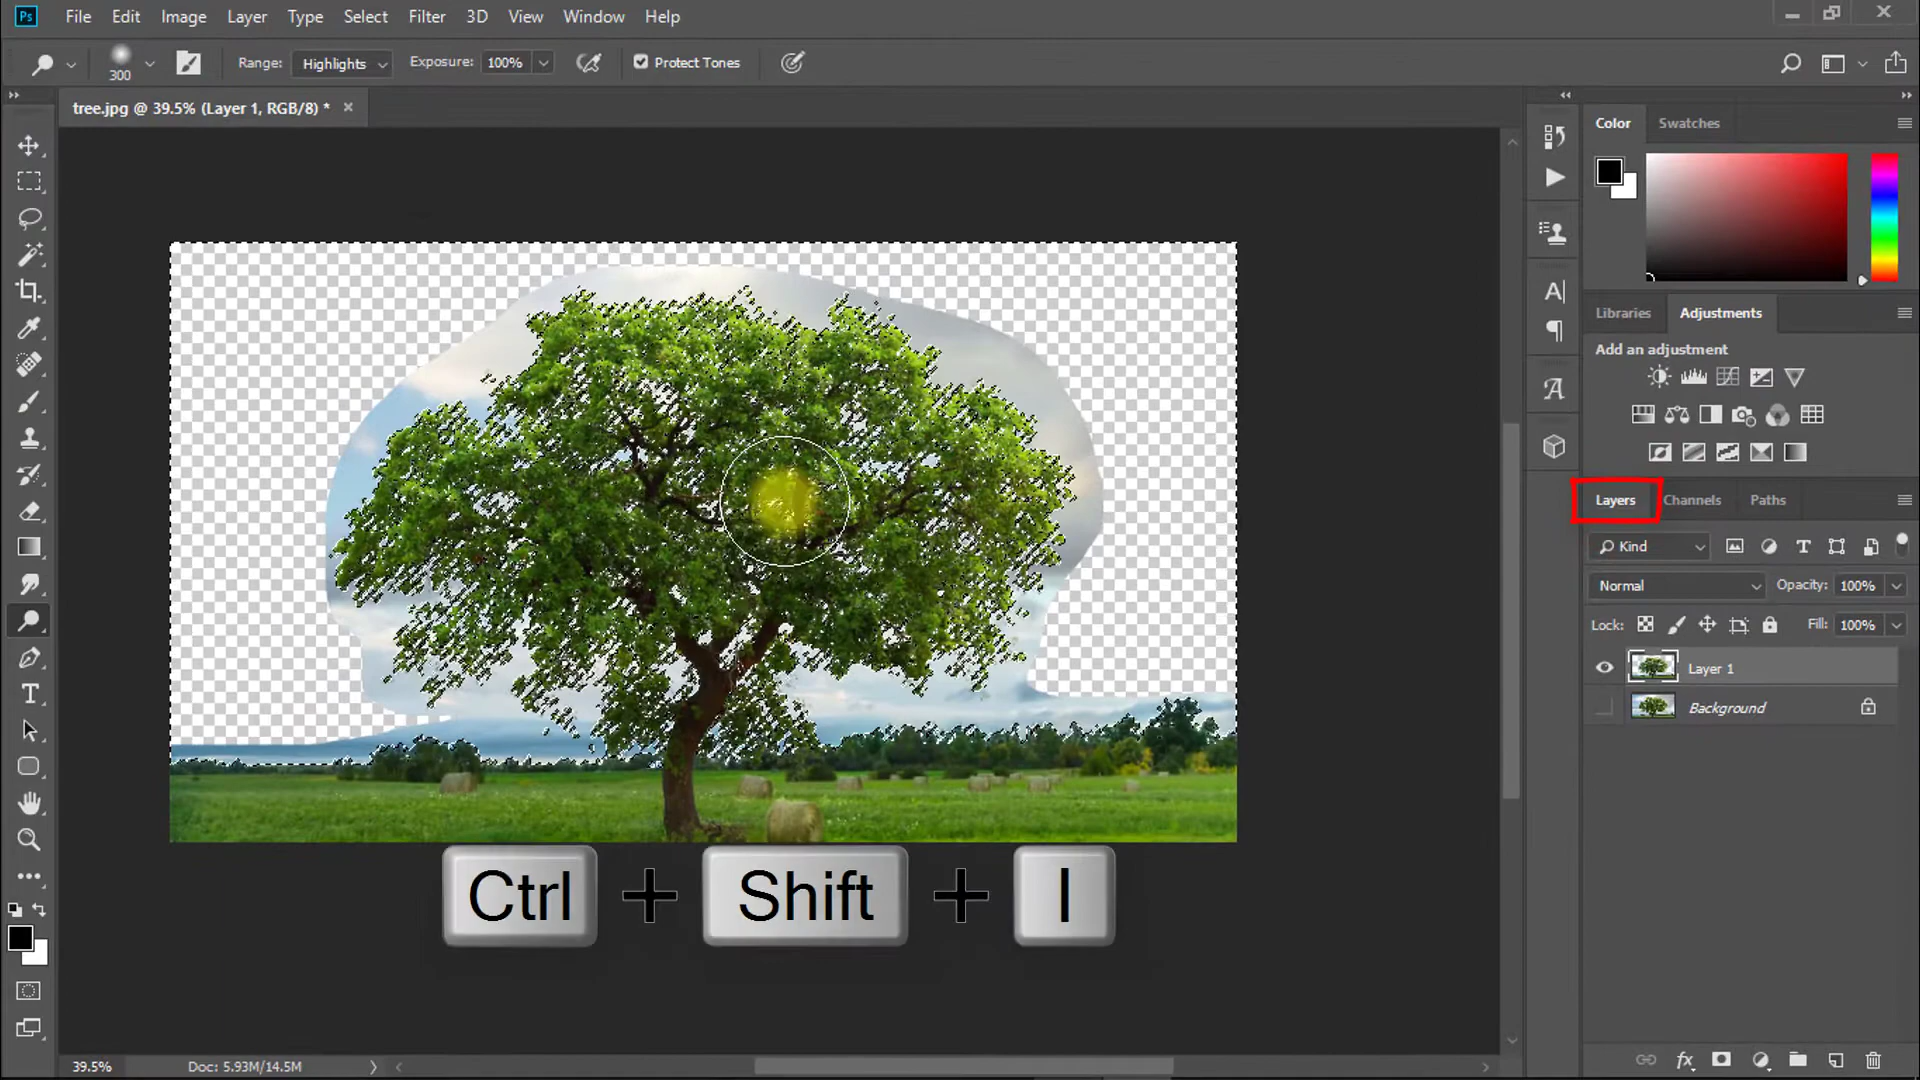 Ps File Edit Image Layer Type Select Filter 3D View Window Help
300 Range: Highlights Exposure: 100% Protect Tones
tree.jpg @ 39.5% (Layer 1, RGB/8) *
Color Swatches
Libraries Adjustments
Add an adjustment
Layers Channels Paths
Kind
Normal Opacity: 100%
Lock: Fill: 100%
Layer 1
Background
Ctrl + Shift + I
39.5% Doc: 5.93M/14.5M